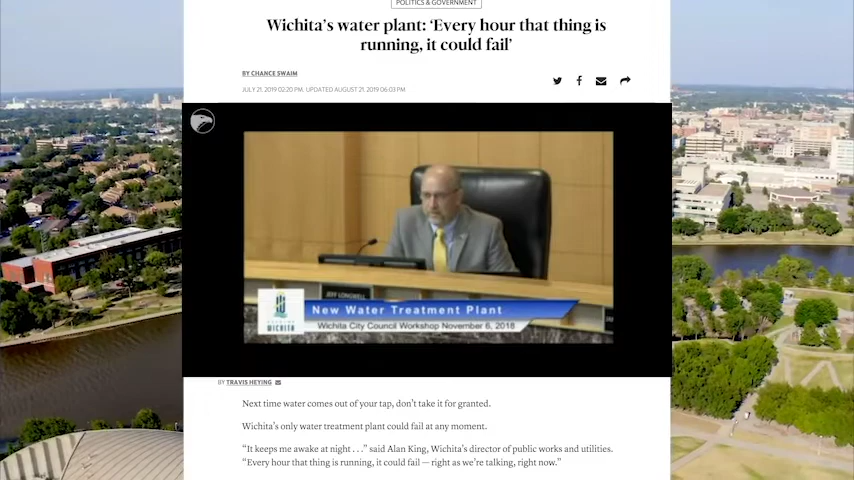 POLITICS & GOVERNMENT
Wichita’s water plant: ‘Every hour that thing is
running, it could fail’
BY CHANCE SWAIM
JULY 21, 2019 02:20 PM, UPDATED AUGUST 21, 2019 06:03 PM
JEFF LONGWELL
New Water Treatment Plant
WICHITA
Wichita City Council Workshop November 6, 2018
BY TRAVIS HEYING
Next time water comes out of your tap, don’t take it for granted.
Wichita’s only water treatment plant could fail at any moment.
“It keeps me awake at night . . .” said Alan King, Wichita’s director of public works and utilities.
“Every hour that thing is running, it could fail — right as we’re talking, right now.”